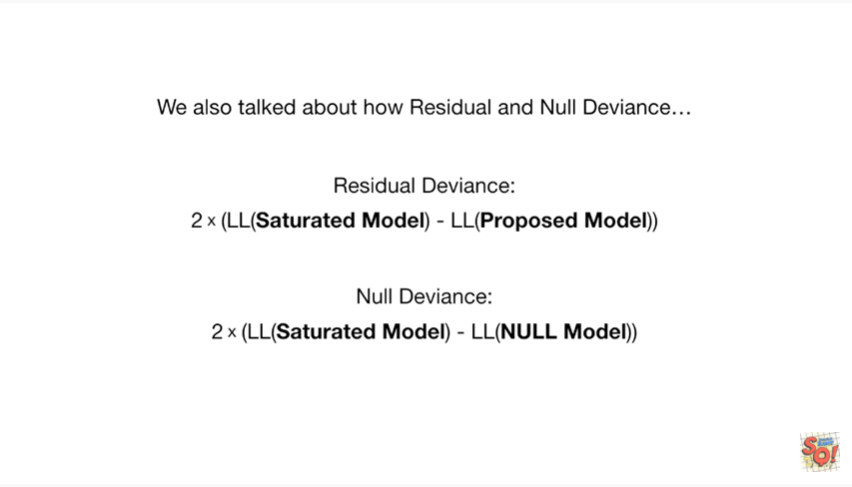 We also talked about how Residual and Null Deviance…
Residual Deviance:
2 x (LL(Saturated Model) - LL(Proposed Model))
Null Deviance:
2 x (LL(Saturated Model) - LL(NULL Model))
SQ!